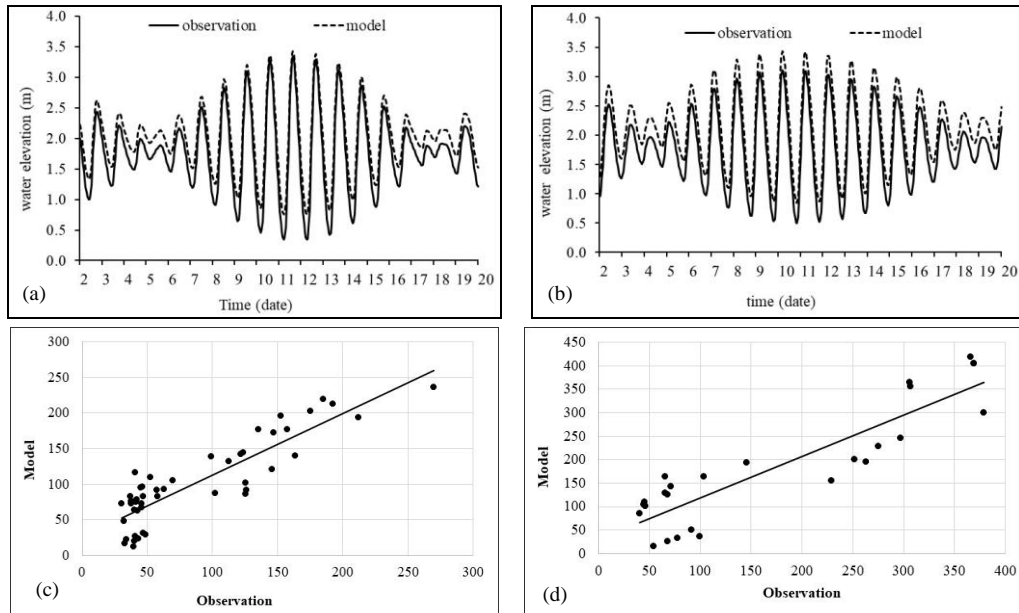 observation model
4.0
3.5
3.0
2.5
2.0
1.5
1.0
0.5
0.0
water elevation (m)
2 3 4 5 6 7 8 9 10 11 12 13 14 15 16 17 18 19 20
Time (date)
(a)
observation model
4.0
3.5
3.0
2.5
2.0
1.5
1.0
0.5
0.0
water elevation (m)
2 3 4 5 6 7 8 9 10 11 12 13 14 15 16 17 18 19 20
time (date)
(b)
300
250
200
150
100
50
0
Model
0 50 100 150 200 250 300
Observation
(c)
450
400
350
300
250
200
150
100
50
0
Model
0 50 100 150 200 250 300 350 400
Observation
(d)